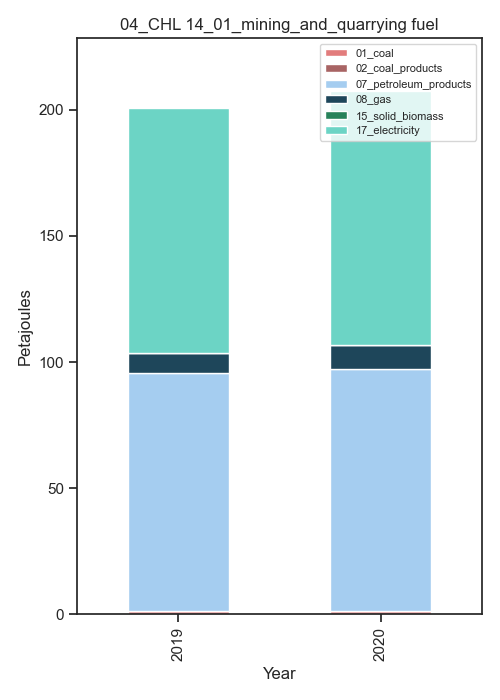 04_CHL 14_01_mining_and_quarrying fuel
01_coal
02_coal_products
07_petroleum_products
08_gas
15_solid_biomass
17_electricity
200
150
100
50
0
Petajoules
2019
2020
Year